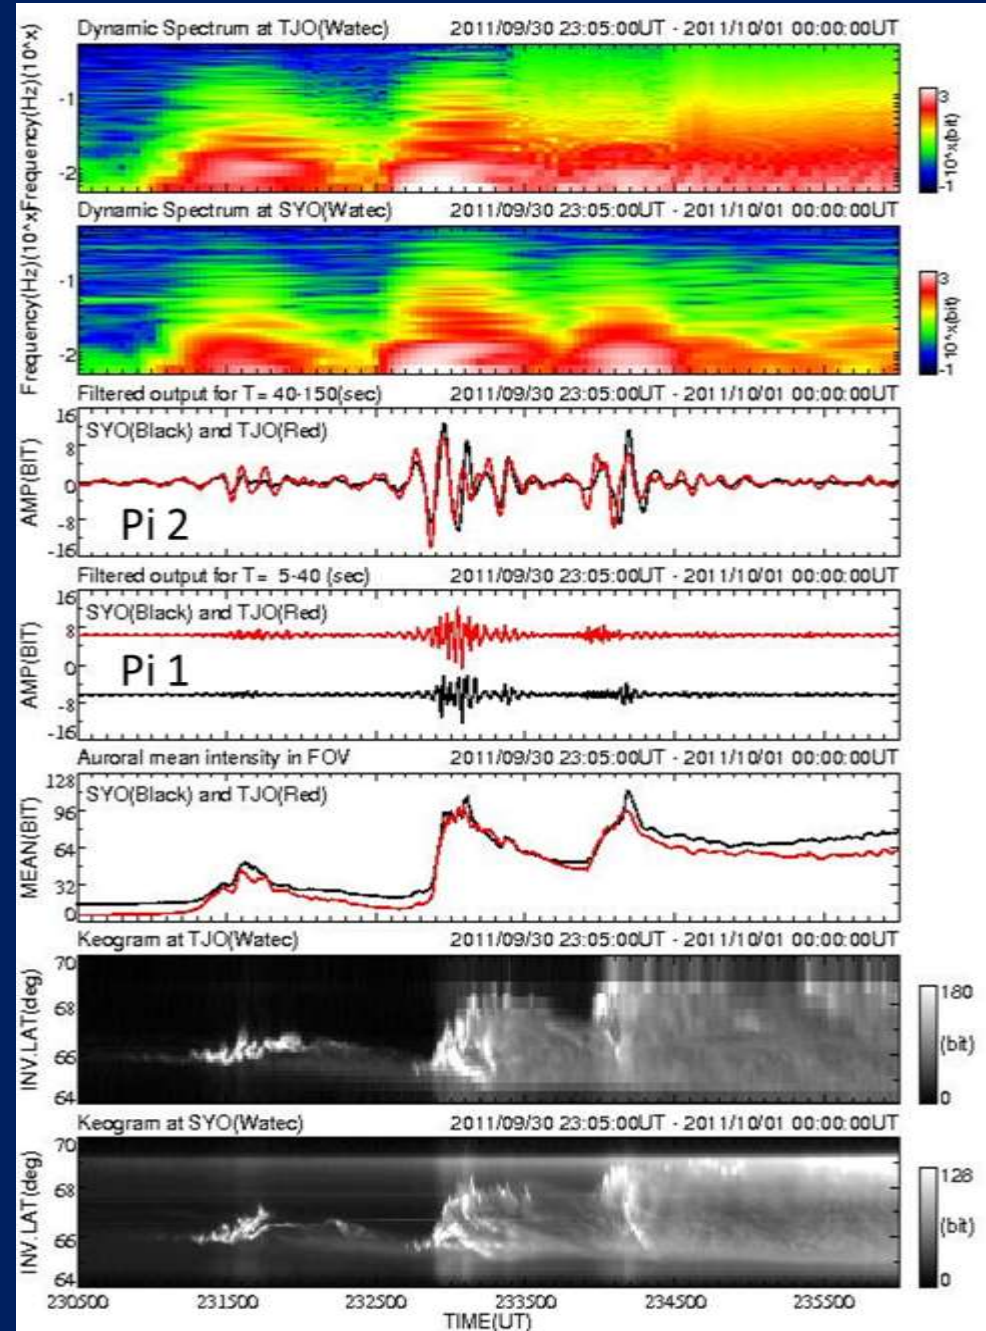 Dynamic Spectrum at TJO(Watec) 2011/09/30 23:05:00UT - 2011/10/01 00:00:00UT
Frequency(Hz)(10^x)
-1
-2
3
-1
10^x(bit)
Dynamic Spectrum at SYO(Watec) 2011/09/30 23:05:00UT - 2011/10/01 00:00:00UT
Frequency(Hz)(10^x)
-1
-2
3
-1
10^x(bit)
Filtered output for T= 40-150(sec) 2011/09/30 23:05:00UT - 2011/10/01 00:00:00UT
SYO(Black) and TJO(Red)
AMP(BIT)
16
8
0
-8
-16
Pi 2
Filtered output for T= 5-40 (sec) 2011/09/30 23:05:00UT - 2011/10/01 00:00:00UT
SYO(Black) and TJO(Red)
AMP(BIT)
16
8
0
-8
-16
Pi 1
Auroral mean intensity in FOV 2011/09/30 23:05:00UT - 2011/10/01 00:00:00UT
SYO(Black) and TJO(Red)
MEAN(BIT)
128
96
64
32
0
Keogram at TJO(Watec) 2011/09/30 23:05:00UT - 2011/10/01 00:00:00UT
INV.LAT(deg)
70
68
66
64
180
(bit)
0
Keogram at SYO(Watec) 2011/09/30 23:05:00UT - 2011/10/01 00:00:00UT
INV.LAT(deg)
70
68
66
64
128
(bit)
0
230500 231500 232500 233500 234500 235500
TIME(UT)